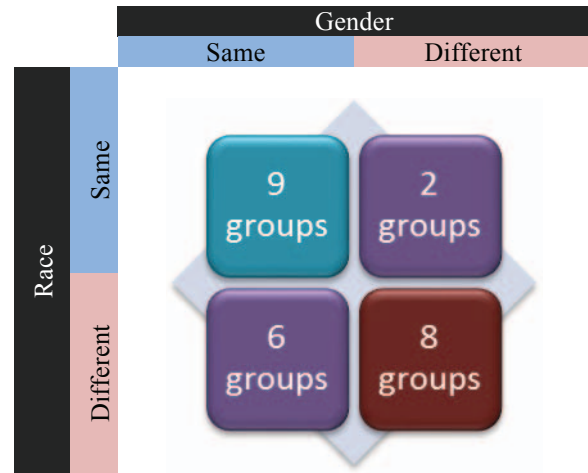 Gender
Same Different
Race
Same
9
groups
2
groups
Different
6
groups
8
groups